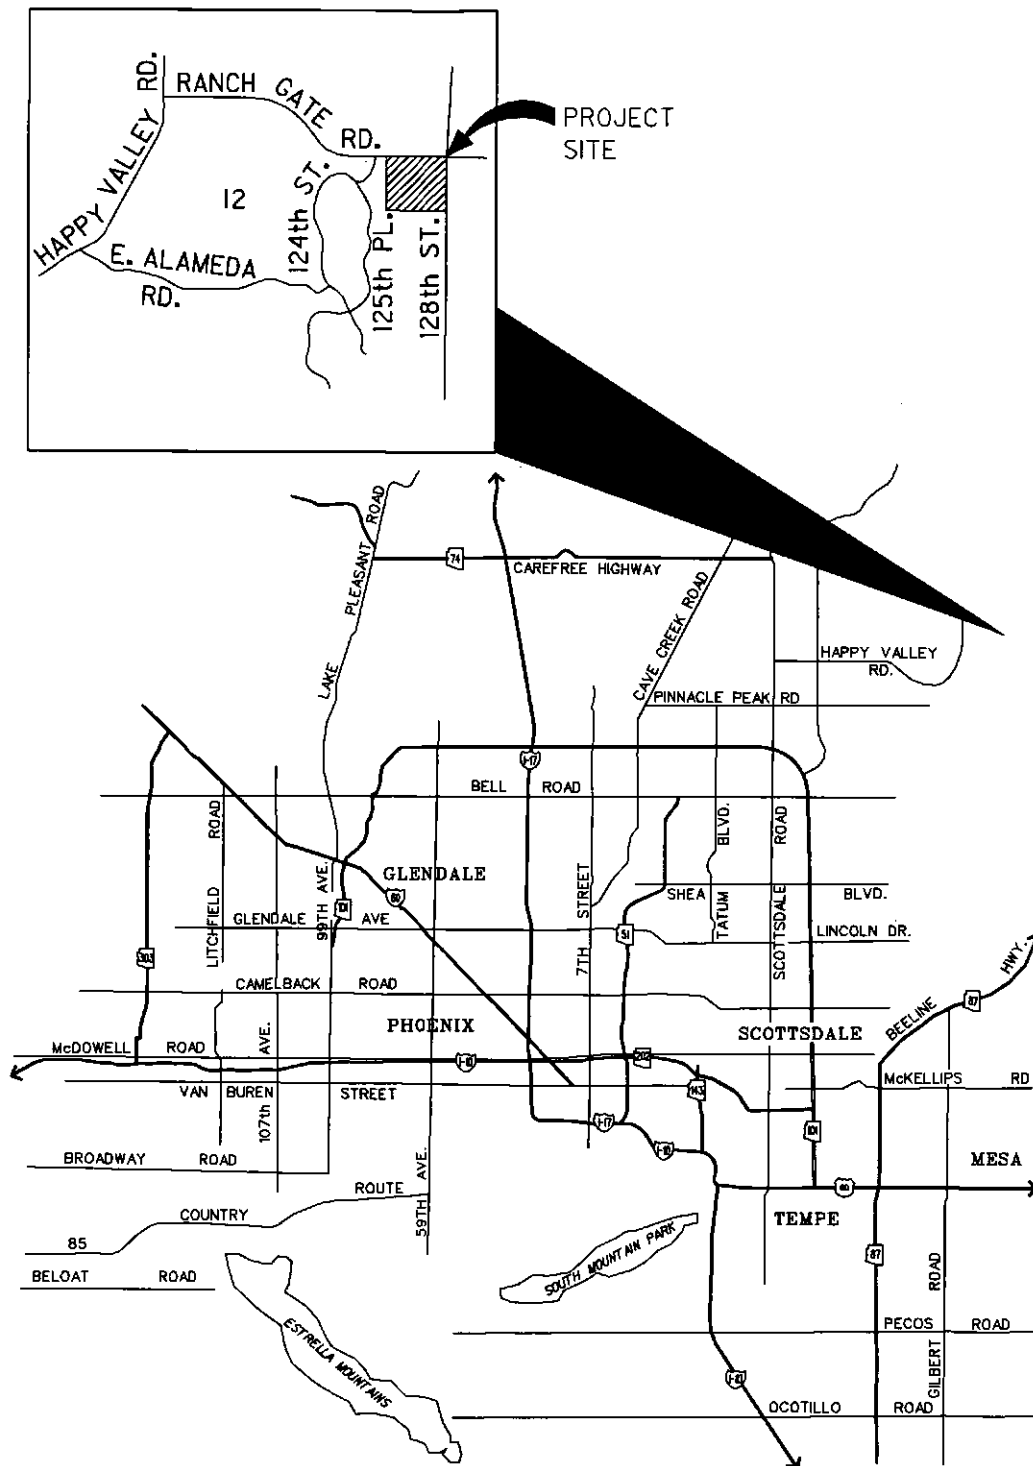 HAPPY VALLEY RD.
RANCH GATE RD.
PROJECT
SITE
12
124th ST.
125th PL.
128th ST.
E. ALAMEDA
RD.
LAKE PLEASANT ROAD
74
CAREFREE HIGHWAY
CAVE CREEK ROAD
HAPPY VALLEY
RD.
PINNACLE PEAK RD
I-17
BELL ROAD
LITCHFIELD ROAD
99TH AVE.
101
GLENDALE
60
7TH STREET
TATUM BLVD.
SCOTTSDALE ROAD
SHEA BLVD.
GLENDALE AVE
51
LINCOLN DR.
303
CAMELBACK ROAD
BEELINE HWY.
87
PHOENIX
SCOTTSDALE
McDOWELL ROAD
107th AVE.
I-10
202
VAN BUREN STREET
143
McKELLIPS RD
I-17
I-10
101
BROADWAY ROAD
59TH AVE.
MESA
60
TEMPE
COUNTRY ROUTE
85
SOUTH MOUNTAIN PARK
87
BELOAT ROAD
ESTRELLA MOUNTAINS
GILBERT ROAD
PECOS ROAD
I-10
OCOTILLO ROAD